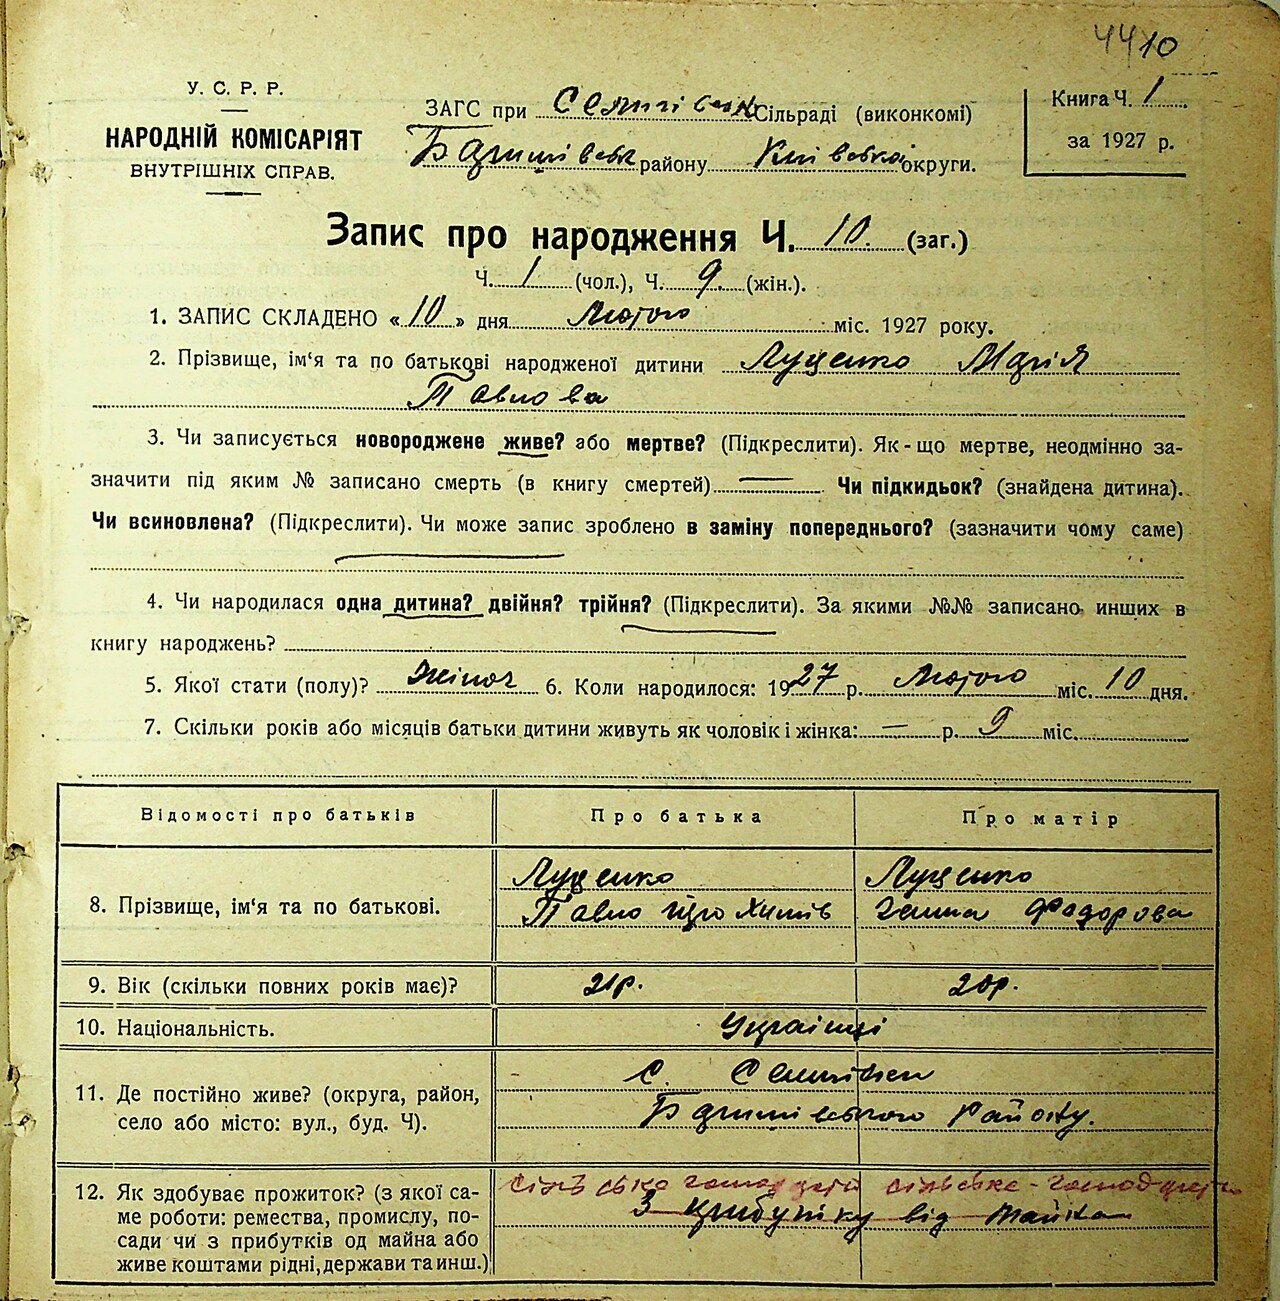 4410
У. С. Р. Р.
НАРОДНІЙ КОМІСАРІЯТ
ВНУТРІШНІХ СПРАВ.
ЗАГС при Сільраді (виконкомі)
Баришівськ району Київської округи.
Книга Ч. 1
за 1927 р.
Запис про народження Ч. 10. (заг.)
Ч. 1 (чол.), Ч. 9. (жін.).
1. ЗАПИС СКЛАДЕНО «10» дня Лютого міс. 1927 року.
2. Прізвище, ім'я та по батькові народженої дитини Луценко Марія
Павлова
3. Чи записується новороджене живе? або мертве? (Підкреслити). Як-що мертве, неодмінно за-
значити під яким № записано смерть (в книгу смертей) — Чи підкидьок? (знайдена дитина).
Чи всиновлена? (Підкреслити). Чи може запис зроблено в заміну попереднього? (зазначити чому саме)
4. Чи народилася одна дитина? двійня? трійня? (Підкреслити). За якими №№ записано инших в
книгу народжень?
5. Якої стати (полу)? Жіноч 6. Коли народилося: 1927 р. Лютого міс. 10 дня.
7. Скільки років або місяців батьки дитини живуть як чоловік і жінка: — р. 9 міс.
Відомості про батьків Про батька Про матір
8. Прізвище, ім'я та по батькові.
Луценко Луценко
Павло Ганна Федорова
9. Вік (скільки повних років має)? 21р. 20р.
10. Національність. Українці
11. Де постійно живе? (округа, район,
село або місто: вул., буд. Ч).
с. Селишівки
Баришівського району.
12. Як здобуває прожиток? (з якої са-
ме роботи: ремества, промислу, по-
сади чи з прибутків од майна або
живе коштами рідні, держави та инш.)
сільсько господарств сільсько-господарств
З прибутку від майна